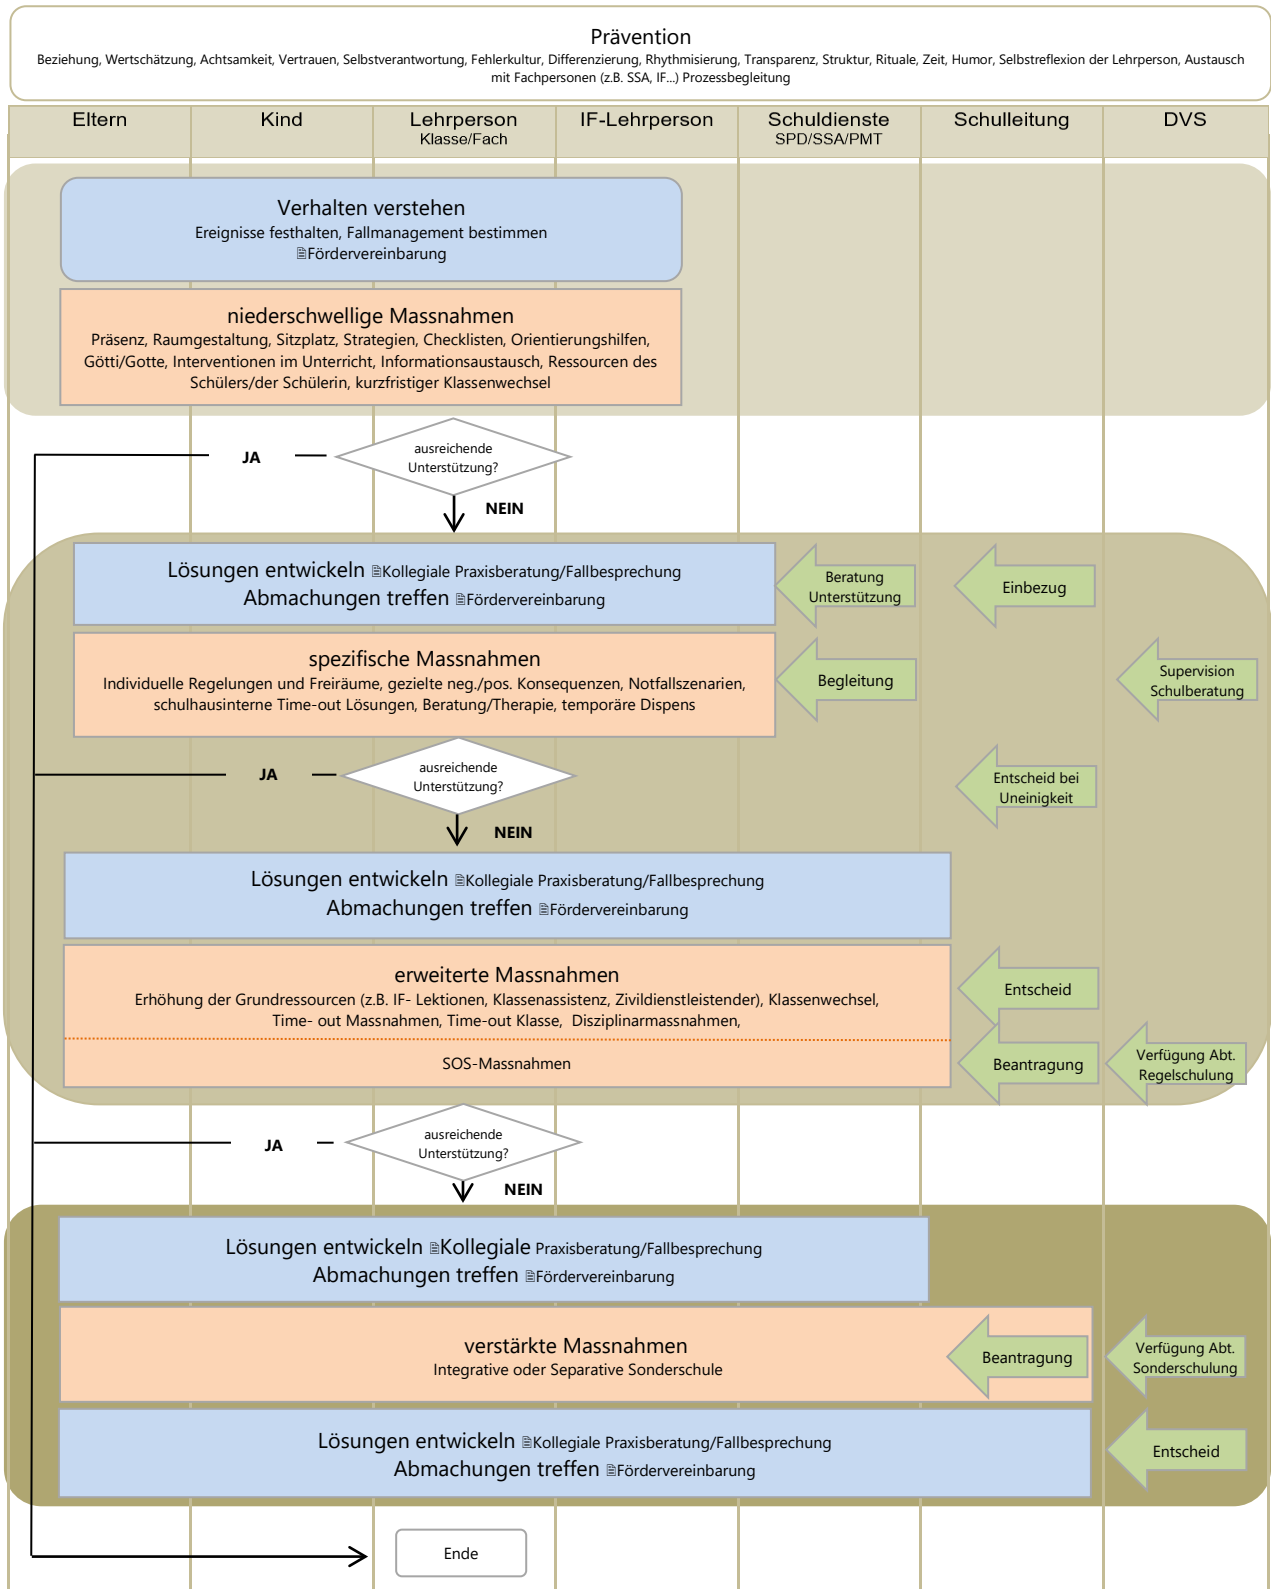 Prävention
Beziehung, Wertschätzung, Achtsamkeit, Vertrauen, Selbstverantwortung, Fehlerkultur, Differenzierung, Rhythmisierung, Transparenz, Struktur, Rituale, Zeit, Humor, Selbstreflexion der Lehrperson, Austausch
mit Fachpersonen (z.B. SSA, IF...) Prozessbegleitung
Eltern
Kind
Lehrperson
Klasse/Fach
IF-Lehrperson
Schuldienste
SPD/SSA/PMT
Schulleitung
DVS
Verhalten verstehen
Ereignisse festhalten, Fallmanagement bestimmen
🗎Fördervereinbarung
niederschwellige Massnahmen
Präsenz, Raumgestaltung, Sitzplatz, Strategien, Checklisten, Orientierungshilfen,
Götti/Gotte, Interventionen im Unterricht, Informationsaustausch, Ressourcen des
Schülers/der Schülerin, kurzfristiger Klassenwechsel
ausreichende
Unterstützung?
JA
NEIN
Lösungen entwickeln 🗎Kollegiale Praxisberatung/Fallbesprechung
Abmachungen treffen 🗎Fördervereinbarung
Beratung
Unterstützung
Einbezug
spezifische Massnahmen
Individuelle Regelungen und Freiräume, gezielte neg./pos. Konsequenzen, Notfallszenarien,
schulhausinterne Time-out Lösungen, Beratung/Therapie, temporäre Dispens
Begleitung
Supervision
Schulberatung
ausreichende
Unterstützung?
JA
NEIN
Entscheid bei
Uneinigkeit
Lösungen entwickeln 🗎Kollegiale Praxisberatung/Fallbesprechung
Abmachungen treffen 🗎Fördervereinbarung
erweiterte Massnahmen
Erhöhung der Grundressourcen (z.B. IF- Lektionen, Klassenassistenz, Zivildienstleistender), Klassenwechsel,
Time- out Massnahmen, Time-out Klasse,  Disziplinarmassnahmen,
Entscheid
SOS-Massnahmen
Beantragung
Verfügung Abt.
Regelschulung
ausreichende
Unterstützung?
JA
NEIN
Lösungen entwickeln 🗎Kollegiale Praxisberatung/Fallbesprechung
Abmachungen treffen 🗎Fördervereinbarung
verstärkte Massnahmen
Integrative oder Separative Sonderschule
Beantragung
Verfügung Abt.
Sonderschulung
Lösungen entwickeln 🗎Kollegiale Praxisberatung/Fallbesprechung
Abmachungen treffen 🗎Fördervereinbarung
Entscheid
Ende